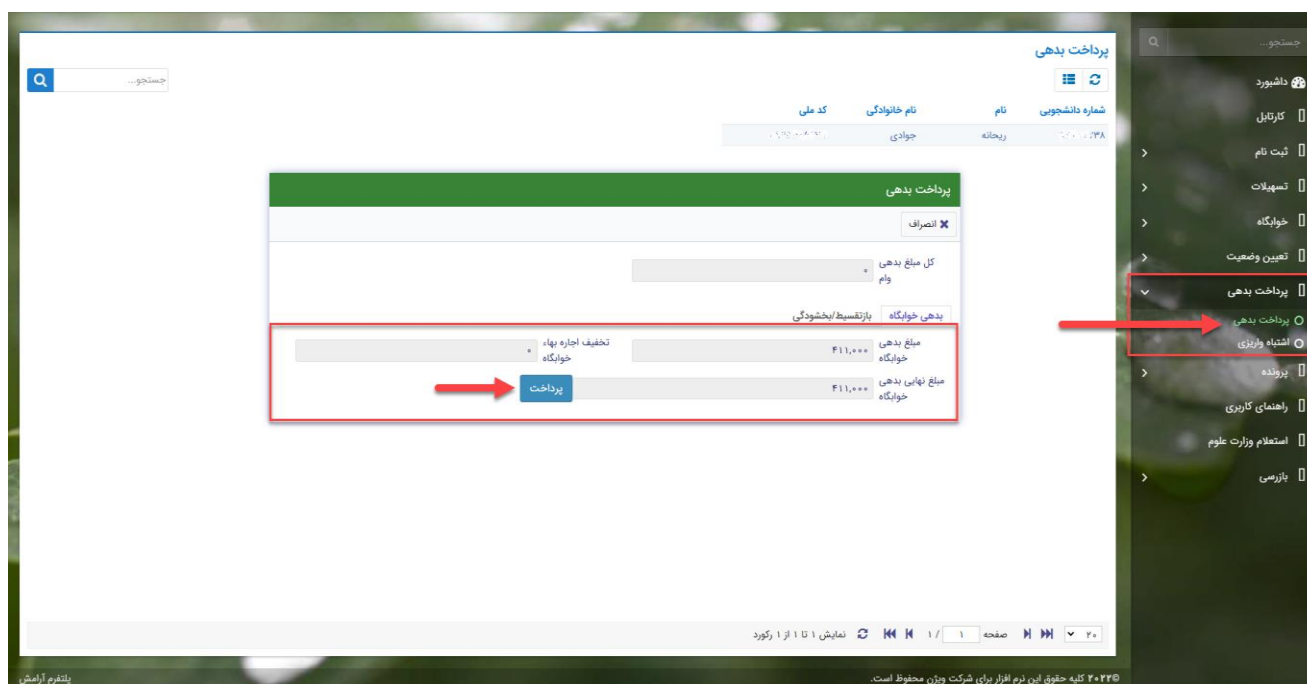 جستجو...
داشبورد
کارتابل
ثبت نام
تسهیلات
خوابگاه
تعیین وضعیت
پرداخت بدهی
پرداخت بدهی
اشتباه واریزی
پرونده
راهنمای کاربری
استعلام وزارت علوم
بازرسی
پرداخت بدهی
جستجو...
شماره دانشجویی نام نام خانوادگی کد ملی
ریحانه جوادی
پرداخت بدهی
انصراف
کل مبلغ بدهی
وام
۰
بدهی خوابگاه بازتقسیط/بخشودگی
مبلغ بدهی
خوابگاه
۴۱۱,۰۰۰
تخفیف اجاره بهاء
خوابگاه
۰
مبلغ نهایی بدهی
خوابگاه
۴۱۱,۰۰۰
پرداخت
۲۰ صفحه ۱ / ۱ نمایش ۱ تا ۱ از ۱ رکورد
©۲۰۲۲ کلیه حقوق این نرم افزار برای شرکت ویژن محفوظ است.
پلتفرم آرامش